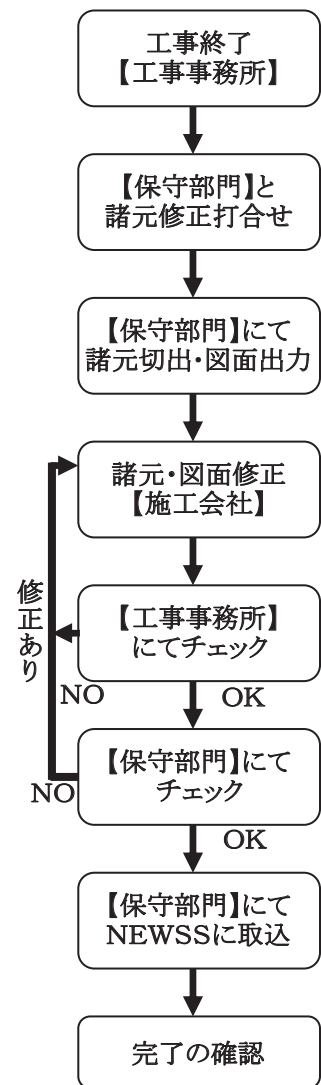 工事終了
【工事事務所】
【保守部門】と
諸元修正打合せ
【保守部門】にて
諸元切出・図面出力
諸元・図面修正
【施工会社】
修正あり
【工事事務所】
にてチェック
NO
OK
【保守部門】にて
チェック
NO
OK
【保守部門】にて
NEWSSに取込
完了の確認